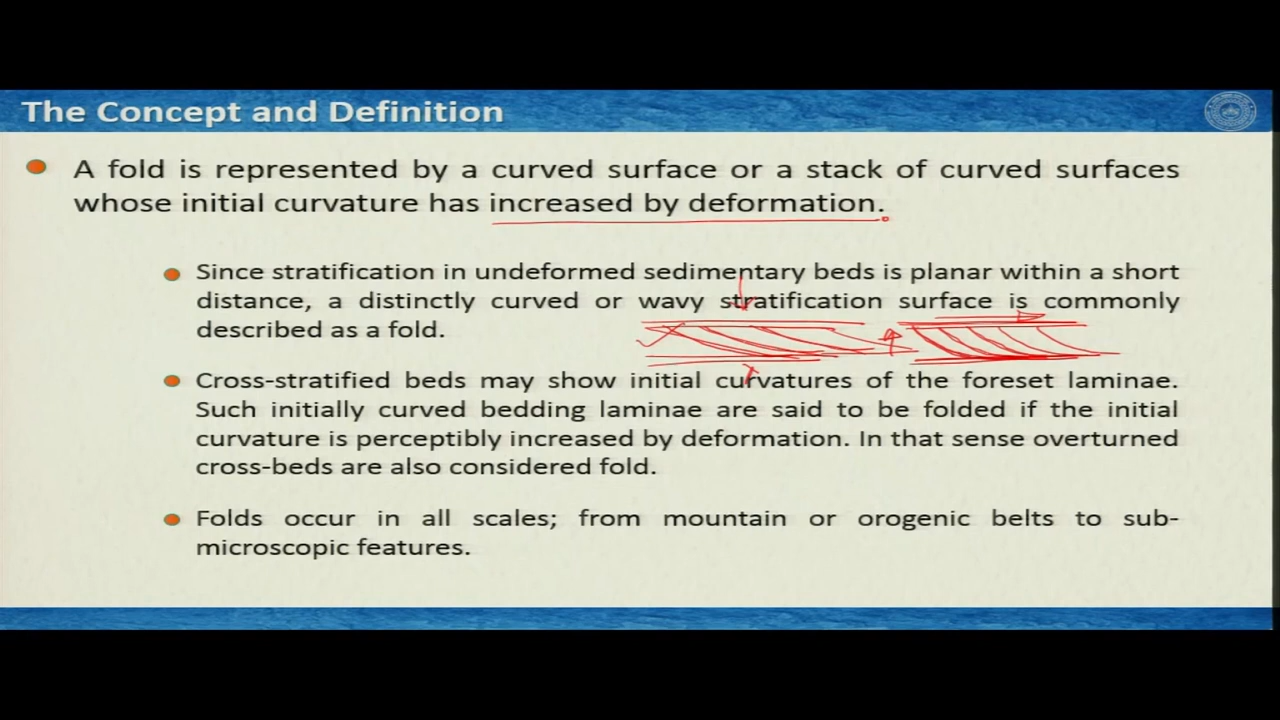 The Concept and Definition
A fold is represented by a curved surface or a stack of curved surfaces
whose initial curvature has increased by deformation.
Since stratification in undeformed sedimentary beds is planar within a short
distance, a distinctly curved or wavy stratification surface is commonly
described as a fold.
Cross-stratified beds may show initial curvatures of the foreset laminae.
Such initially curved bedding laminae are said to be folded if the initial
curvature is perceptibly increased by deformation. In that sense overturned
cross-beds are also considered fold.
Folds occur in all scales; from mountain or orogenic belts to sub-
microscopic features.